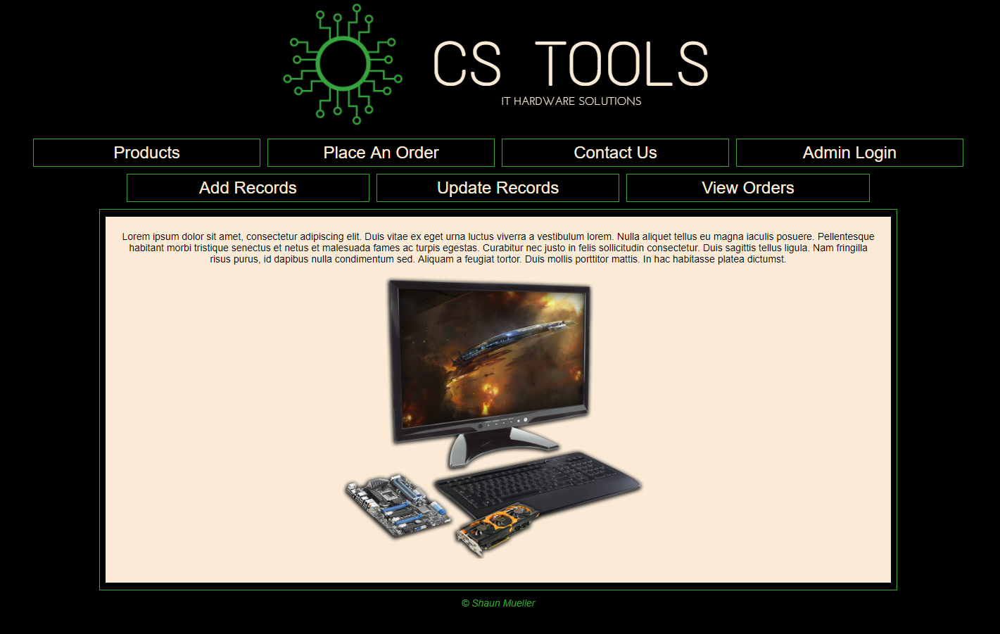 CS TOOLS
IT HARDWARE SOLUTIONS
Products
Place An Order
Contact Us
Admin Login
Add Records
Update Records
View Orders
Lorem ipsum dolor sit amet, consectetur adipiscing elit. Duis vitae ex eget urna luctus viverra a vestibulum lorem. Nulla aliquet tellus eu magna iaculis posuere. Pellentesque
habitant morbi tristique senectus et netus et malesuada fames ac turpis egestas. Curabitur nec justo in felis sollicitudin consectetur. Duis sagittis tellus ligula. Nam fringilla
risus purus, id dapibus nulla condimentum sed. Aliquam a feugiat tortor. Duis mollis porttitor mattis. In hac habitasse platea dictumst.
© Shaun Mueller